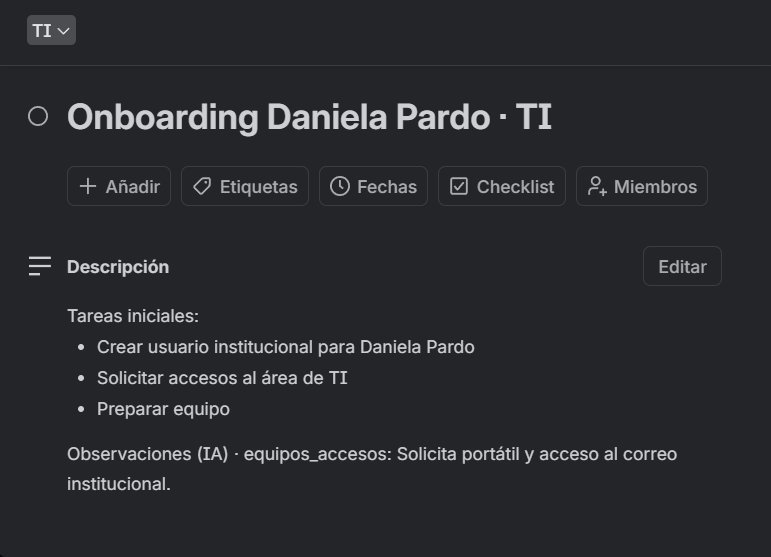 TI
Onboarding Daniela Pardo · TI
Añadir
Etiquetas
Fechas
Checklist
Miembros
Descripción
Editar
Tareas iniciales:
• Crear usuario institucional para Daniela Pardo
• Solicitar accesos al área de TI
• Preparar equipo
Observaciones (IA) · equipos_accesos: Solicita portátil y acceso al correo
institucional.